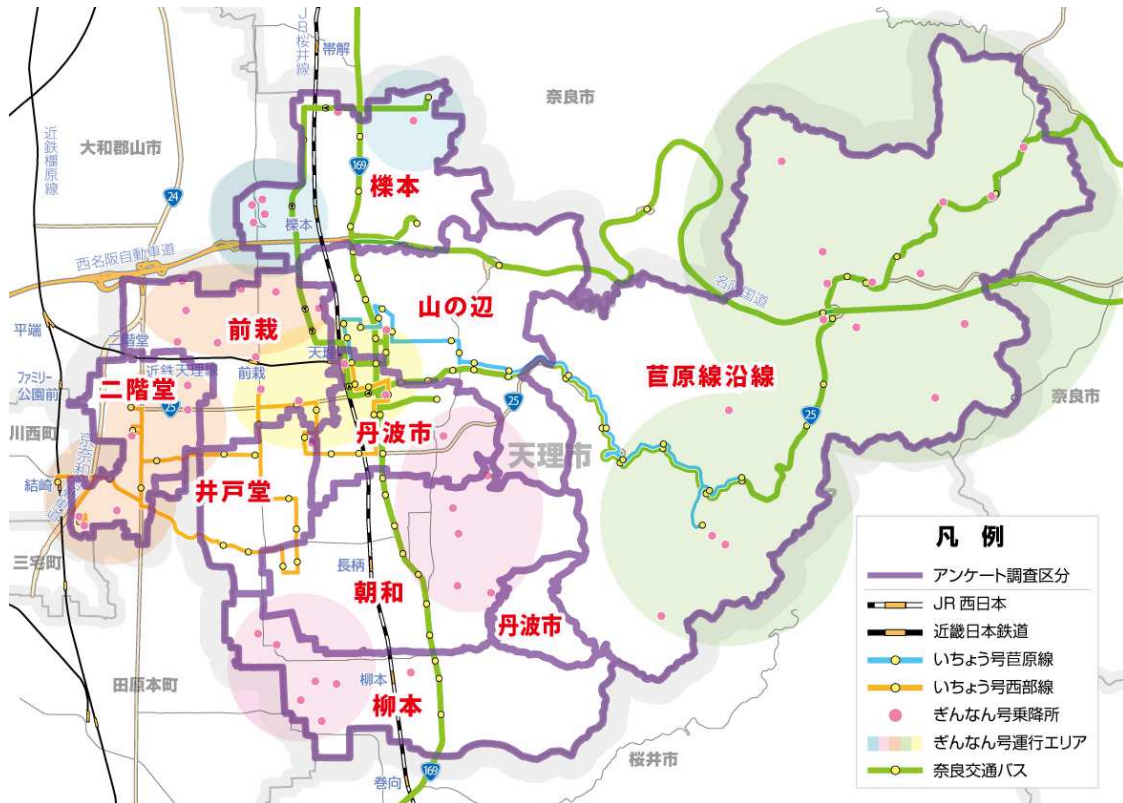 JR桜井線
帯解
奈良市
近鉄橿原線
大和郡山市
24
169
櫟本
櫟本
西名阪自動車道
名阪国道
山の辺
前栽
平端
二階堂
天理
近鉄天理線
前栽
ファミリー
公園前
二階堂
25
苣原線沿線
25
25
奈良市
川西町
丹波市
天理市
京奈和自動車道
結崎
井戸堂
三宅町
長柄
朝和
丹波市
田原本町
柳本
柳本
桜井市
巻向
169
凡 例
アンケート調査区分
JR西日本
近畿日本鉄道
いちょう号苣原線
いちょう号西部線
ぎんなん号乗降所
ぎんなん号運行エリア
奈良交通バス